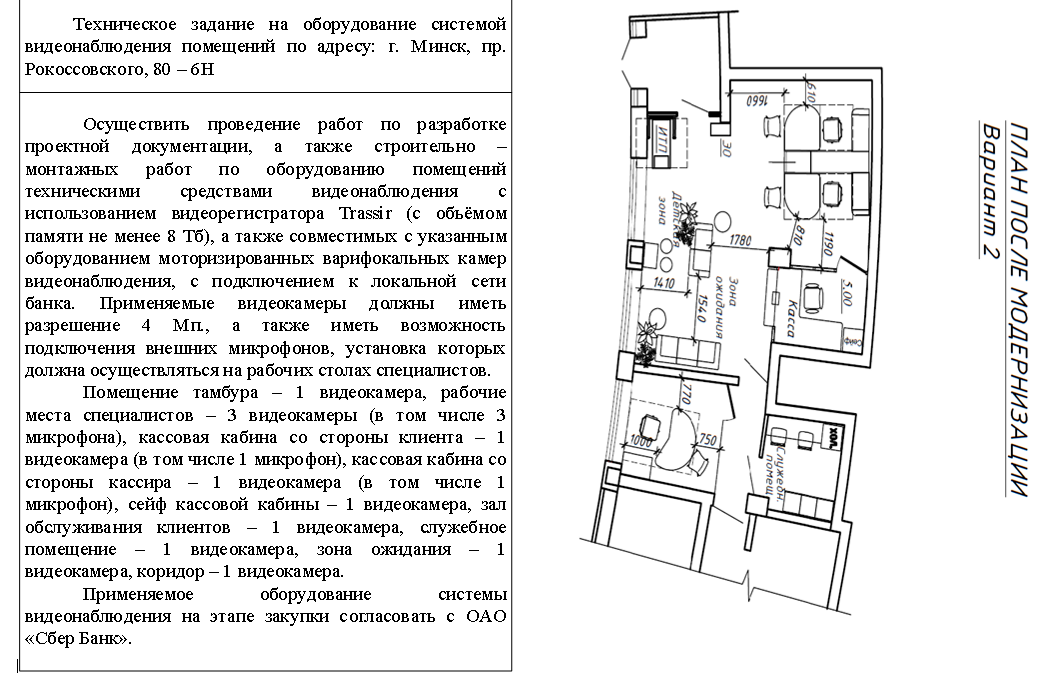 Техническое задание на оборудование системой
видеонаблюдения помещений по адресу: г. Минск, пр.
Рокоссовского, 80 – 6Н
Осуществить проведение работ по разработке
проектной документации, а также строительно –
монтажных работ по оборудованию помещений
техническими средствами видеонаблюдения с
использованием видеорегистратора Trassir (с объёмом
памяти не менее 8 Тб), а также совместимых с указанным
оборудованием моторизированных варифокальных камер
видеонаблюдения, с подключением к локальной сети
банка. Применяемые видеокамеры должны иметь
разрешение 4 Мп., а также иметь возможность
подключения внешних микрофонов, установка которых
должна осуществляться на рабочих столах специалистов.
Помещение тамбура – 1 видеокамера, рабочие
места специалистов – 3 видеокамеры (в том числе 3
микрофона), кассовая кабина со стороны клиента – 1
видеокамера (в том числе 1 микрофон), кассовая кабина со
стороны кассира – 1 видеокамера (в том числе 1
микрофон), сейф кассовой кабины – 1 видеокамера, зал
обслуживания клиентов – 1 видеокамера, служебное
помещение – 1 видеокамера, зона ожидания – 1
видеокамера, коридор – 1 видеокамера.
Применяемое оборудование системы
видеонаблюдения на этапе закупки согласовать с ОАО
«Сбер Банк».
ПЛАН ПОСЛЕ МОДЕРНИЗАЦИИ
Вариант 2
1660
610
ИТП
30
Детская
зона
1780
810
1190
1410
1540
Зона
ожидания
5.00
Касса
Сейф
770
1000
750
ХОЛ.
Служебн.
помещ.